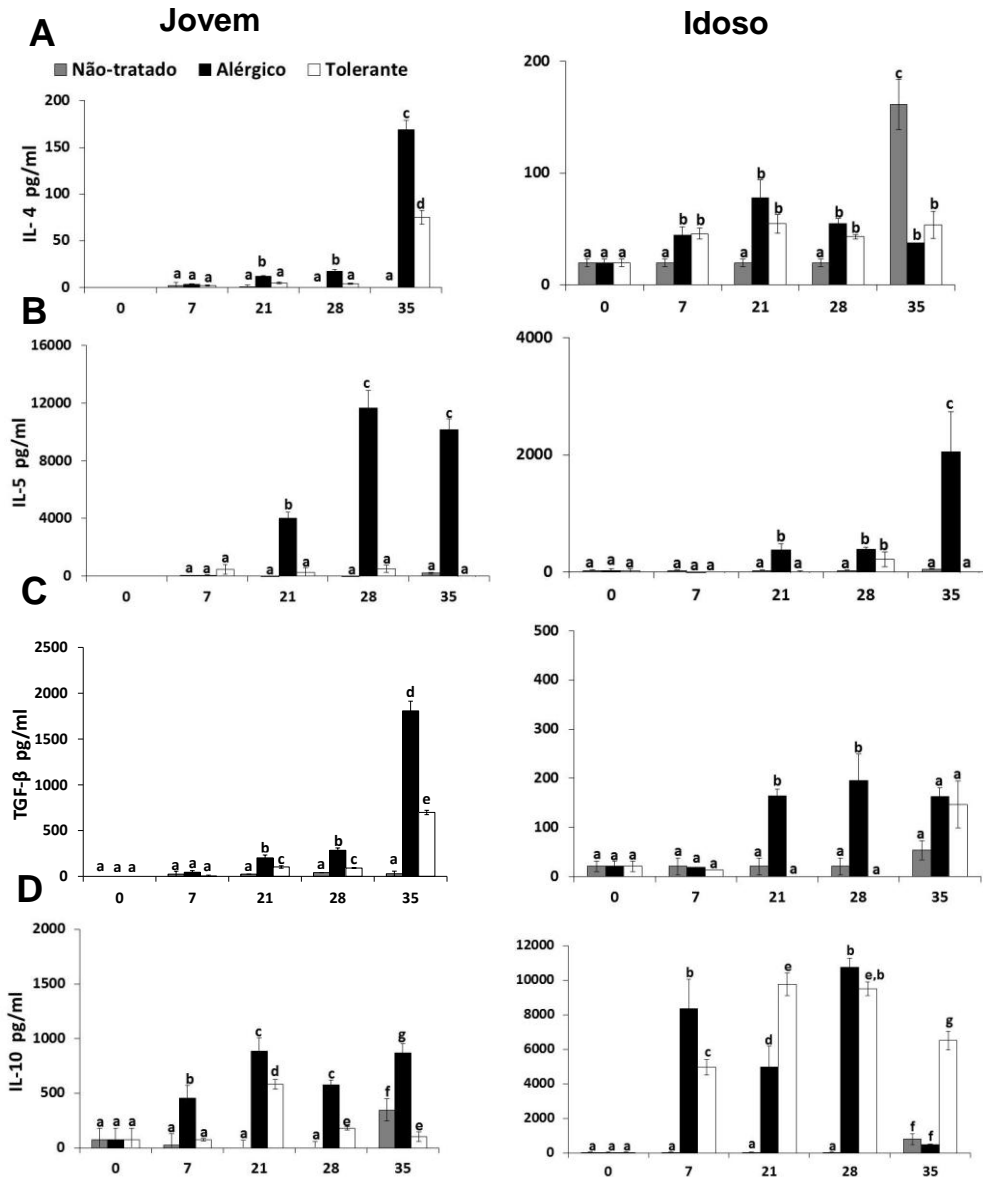 Jovem
Idoso
A
Não-tratado Alérgico Tolerante
IL- 4 pg/ml
200
150
100
50
0
a a a
a b a
a b a
a c d
0 7 21 28 35
200
100
0
a a a
a b b
a b b
a b b
c b b
0 7 21 28 35
B
IL-5 pg/ml
16000
12000
8000
4000
0
a a a
a b a
a c a
a c a
0 7 21 28 35
4000
2000
0
a a a
a a a
a b a
a b b
a c a
0 7 21 28 35
C
TGF-β pg/ml
2500
2000
1500
1000
500
0
a a a
a a a
a b c
a b c
a d e
0 7 21 28 35
500
400
300
200
100
0
a a a
a a a
a b a
a b a
a a a
0 7 21 28 35
D
IL-10 pg/ml
2000
1500
1000
500
0
a a a
a b a
a c d
a c e
f g e
0 7 21 28 35
12000
10000
8000
6000
4000
2000
0
a a a
a b c
a d e
a b e,b
f f g
0 7 21 28 35